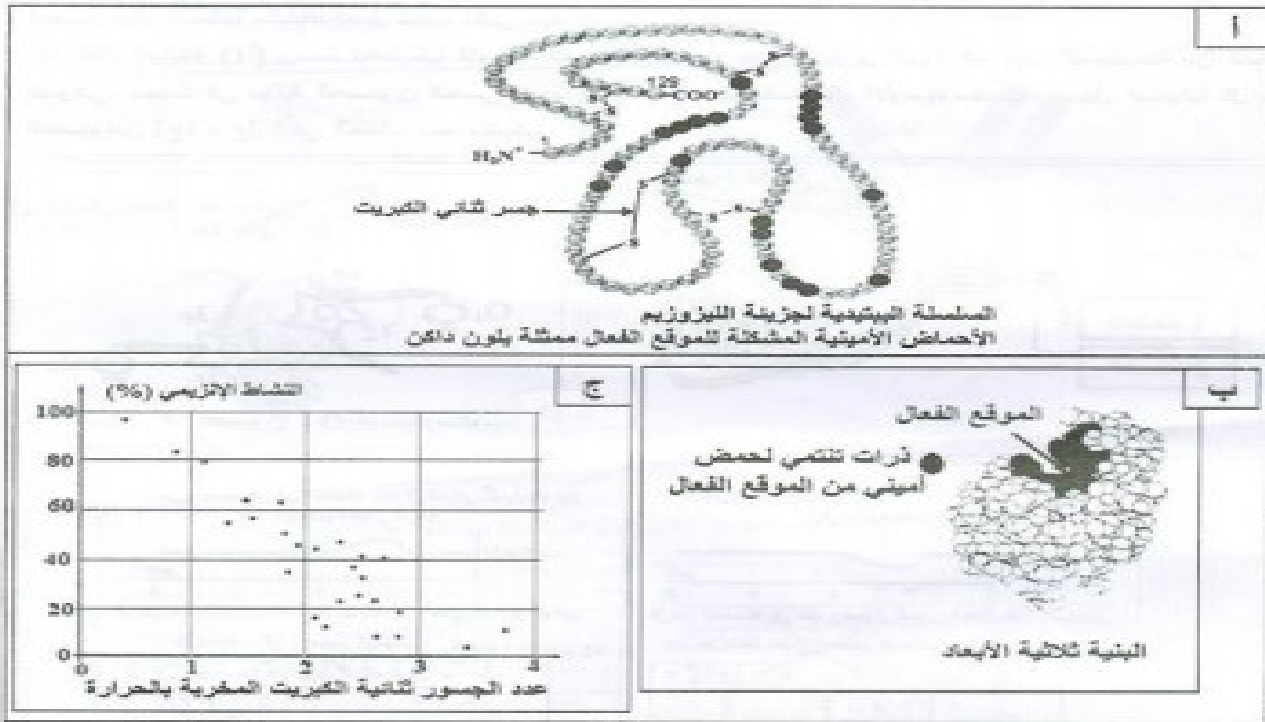 أ
129
COO⁻
H₃N⁺
جسر ثنائي الكبريت
السلسلة الببتيدية لجزيئة الليزوزيم
الأحماض الأمينية المشكلة للموقع الفعال ممثلة بلون داكن
ب
الموقع الفعال
ذرات تنتمي لحمض
أميني من الموقع الفعال
البنية ثلاثية الأبعاد
ج
النشاط الإنزيمي (%)
100
80
60
40
20
0
0 1 2 3 4
عدد الجسور ثنائية الكبريت المخربة بالحرارة